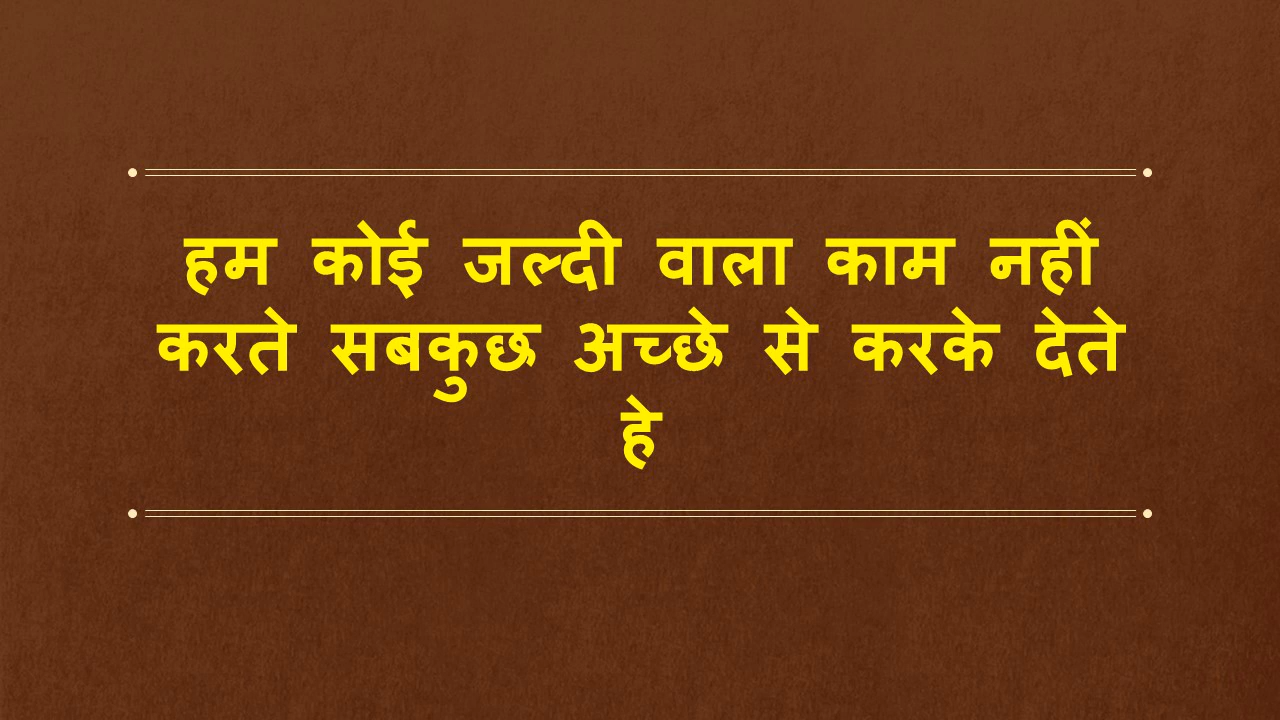 हम कोई जल्दी वाला काम नहीं
करते सबकुछ अच्छे से करके देते
हे